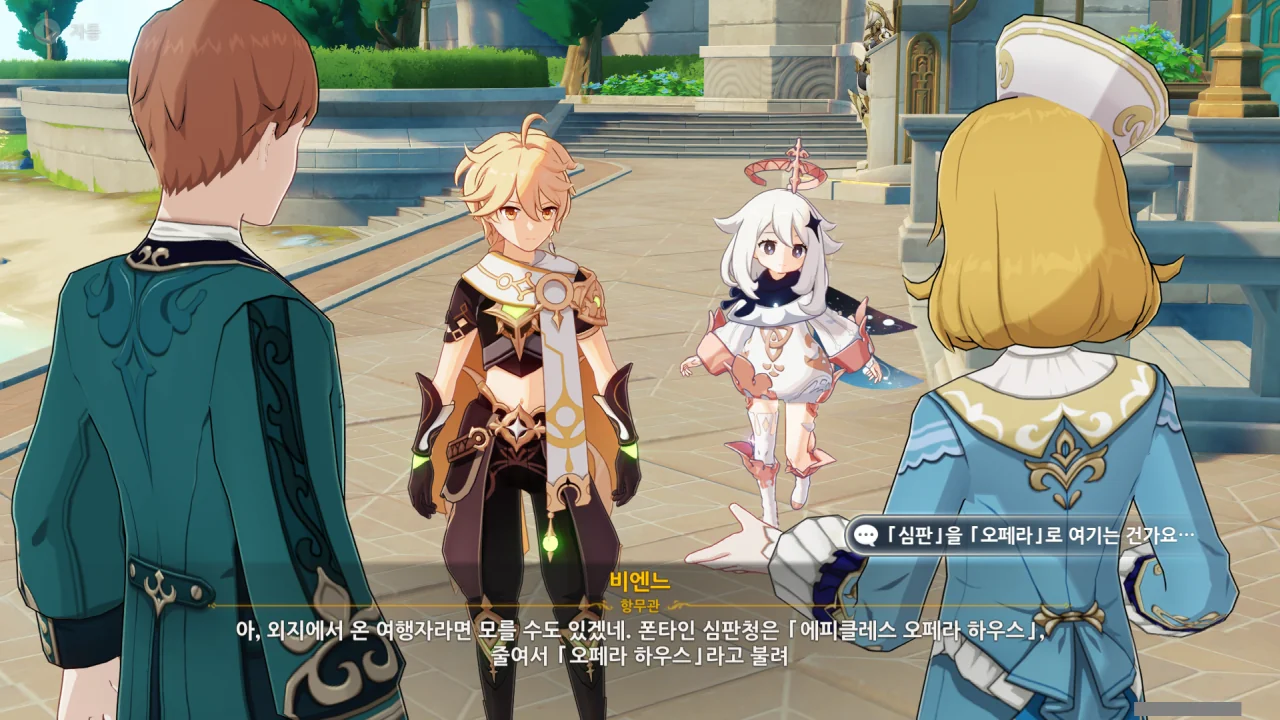 자동
「심판」을 「오페라」로 여기는 건가요…
비엔느
항무관
아, 외지에서 온 여행자라면 모를 수도 있겠네. 폰타인 심판청은 「에피클레스 오페라 하우스」,
줄여서 「오페라 하우스」라고 불려